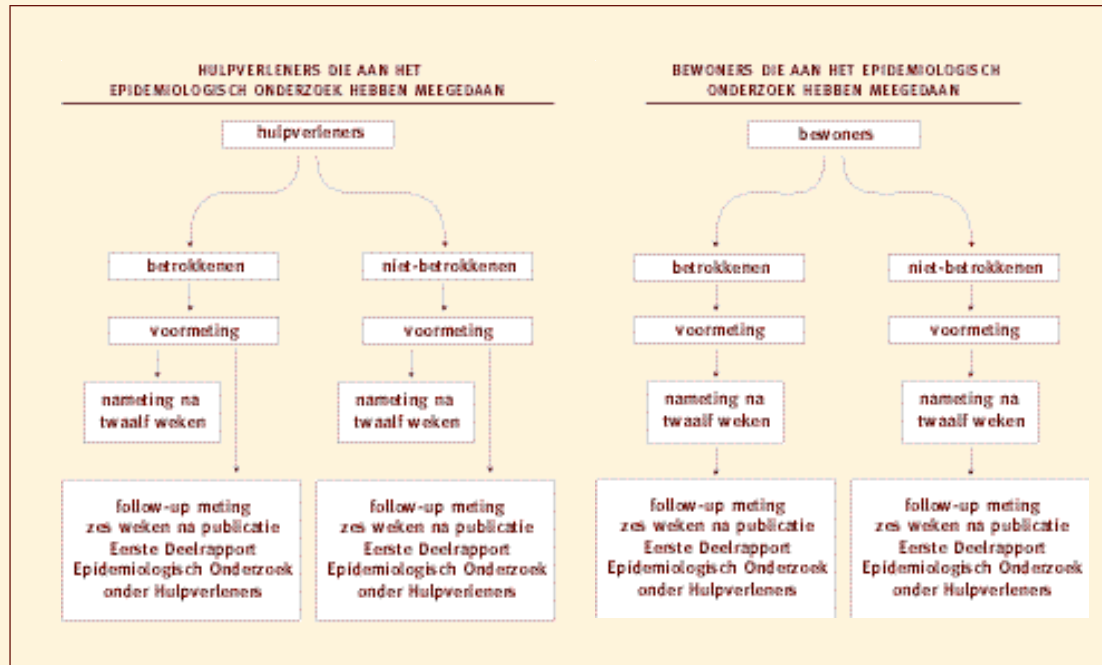 HULPVERLENERS DIE AAN HET
EPIDEMIOLOGISCH ONDERZOEK HEBBEN MEEGEDAAN
hulpverleners
betrokkenen
niet-betrokkenen
voormeting
voormeting
nameting na
twaalf weken
nameting na
twaalf weken
follow-up meting
zes weken na publicatie
Eerste Deelrapport
Epidemiologisch Onderzoek
onder Hulpverleners
follow-up meting
zes weken na publicatie
Eerste Deelrapport
Epidemiologisch Onderzoek
onder Hulpverleners
BEWONERS DIE AAN HET EPIDEMIOLOGISCH
ONDERZOEK HEBBEN MEEGEDAAN
bewoners
betrokkenen
niet-betrokkenen
voormeting
voormeting
nameting na
twaalf weken
nameting na
twaalf weken
follow-up meting
zes weken na publicatie
Eerste Deelrapport
Epidemiologisch Onderzoek
onder Hulpverleners
follow-up meting
zes weken na publicatie
Eerste Deelrapport
Epidemiologisch Onderzoek
onder Hulpverleners